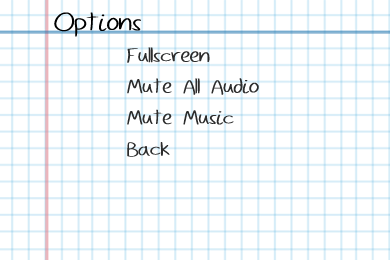 Options
Fullscreen
Mute All Audio
Mute Music
Back